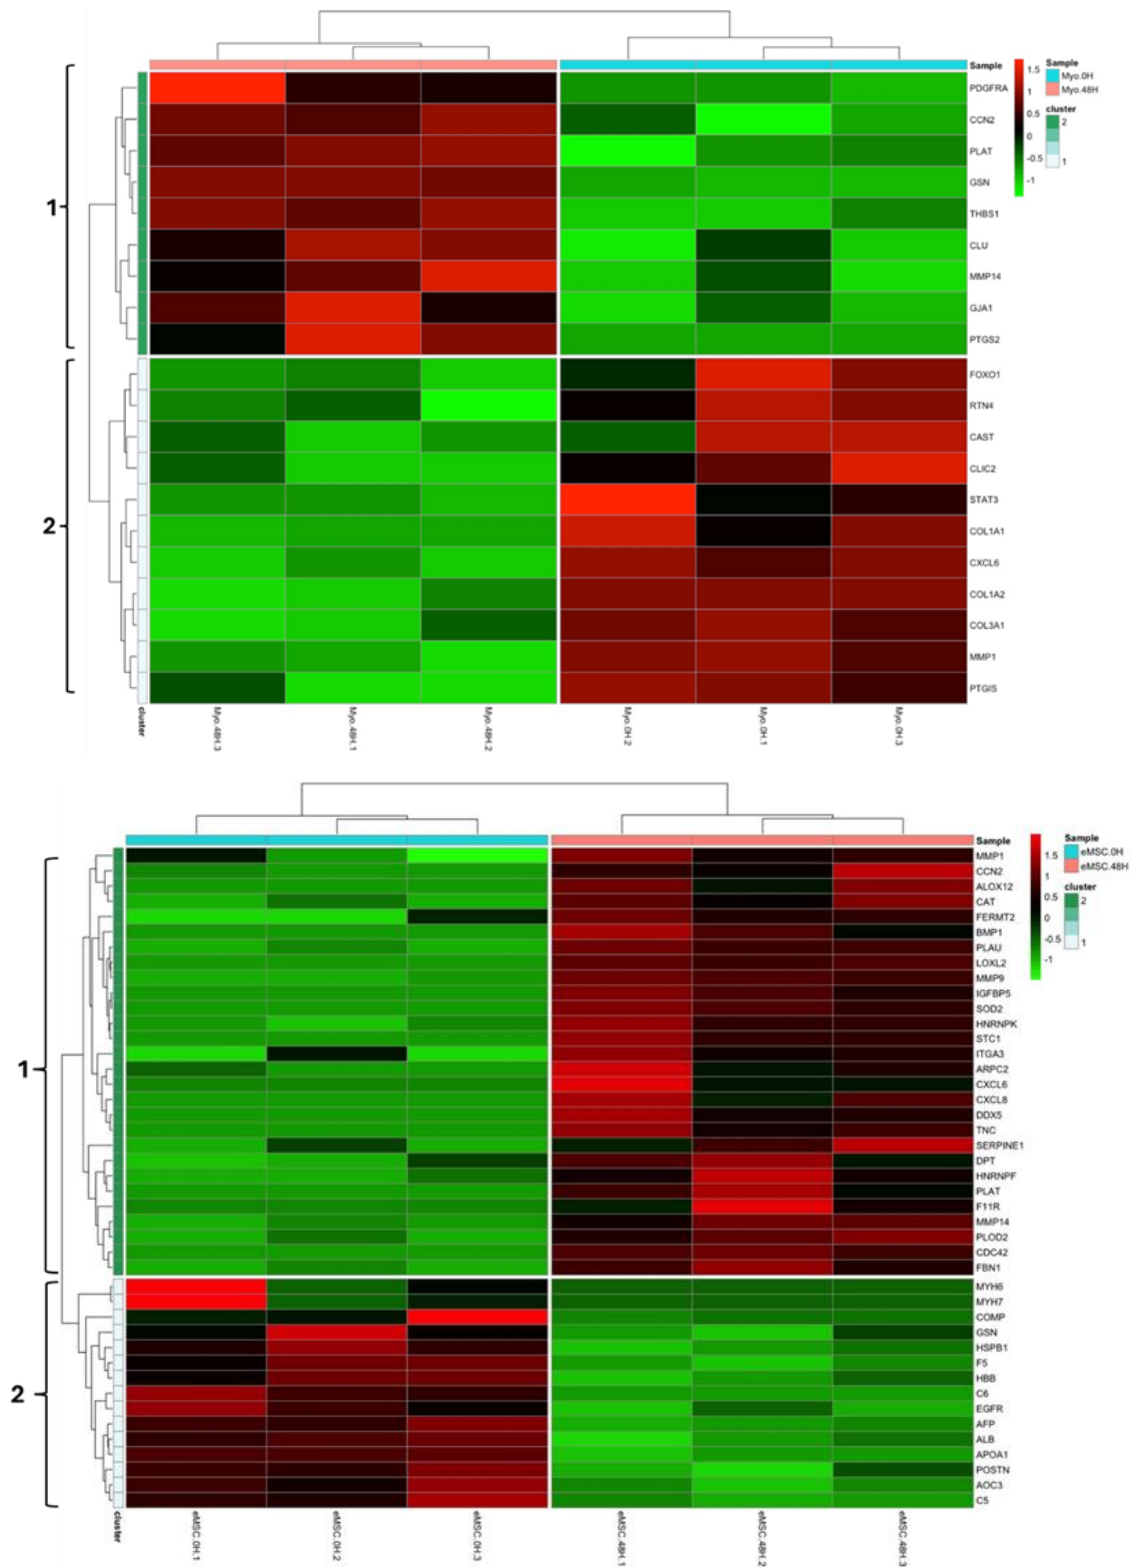 Sample
PDGFRA
CCN2
PLAT
GSN
THBS1
CLU
MMP14
GJA1
PTGS2
FOXO1
RTN4
CAST
CLIC2
STAT3
COL1A1
CXCL6
COL1A2
COL3A1
MMP1
PTGIS
1
2
cluster
Myo.48H.3
Myo.48H.1
Myo.48H.2
Myo.0H.2
Myo.0H.1
Myo.0H.3
1.5
1
0.5
0
-0.5
-1
Sample
Myo.0H
Myo.48H
cluster
2
1
Sample
MMP1
CCN2
ALOX12
CAT
FERMT2
BMP1
PLAU
LOXL2
MMP9
IGFBP5
SOD2
HNRNPK
STC1
ITGA3
ARPC2
CXCL6
CXCL8
DDX5
TNC
SERPINE1
DPT
HNRNPF
PLAT
F11R
MMP14
PLOD2
CDC42
FBN1
MYH6
MYH7
COMP
GSN
HSPB1
F5
HBB
C6
EGFR
AFP
ALB
APOA1
POSTN
AOC3
C5
1
2
cluster
eMSC.0H.1
eMSC.0H.2
eMSC.0H.3
eMSC.48H.1
eMSC.48H.2
eMSC.48H.3
1.5
1
0.5
0
-0.5
-1
Sample
eMSC.0H
eMSC.48H
cluster
2
1